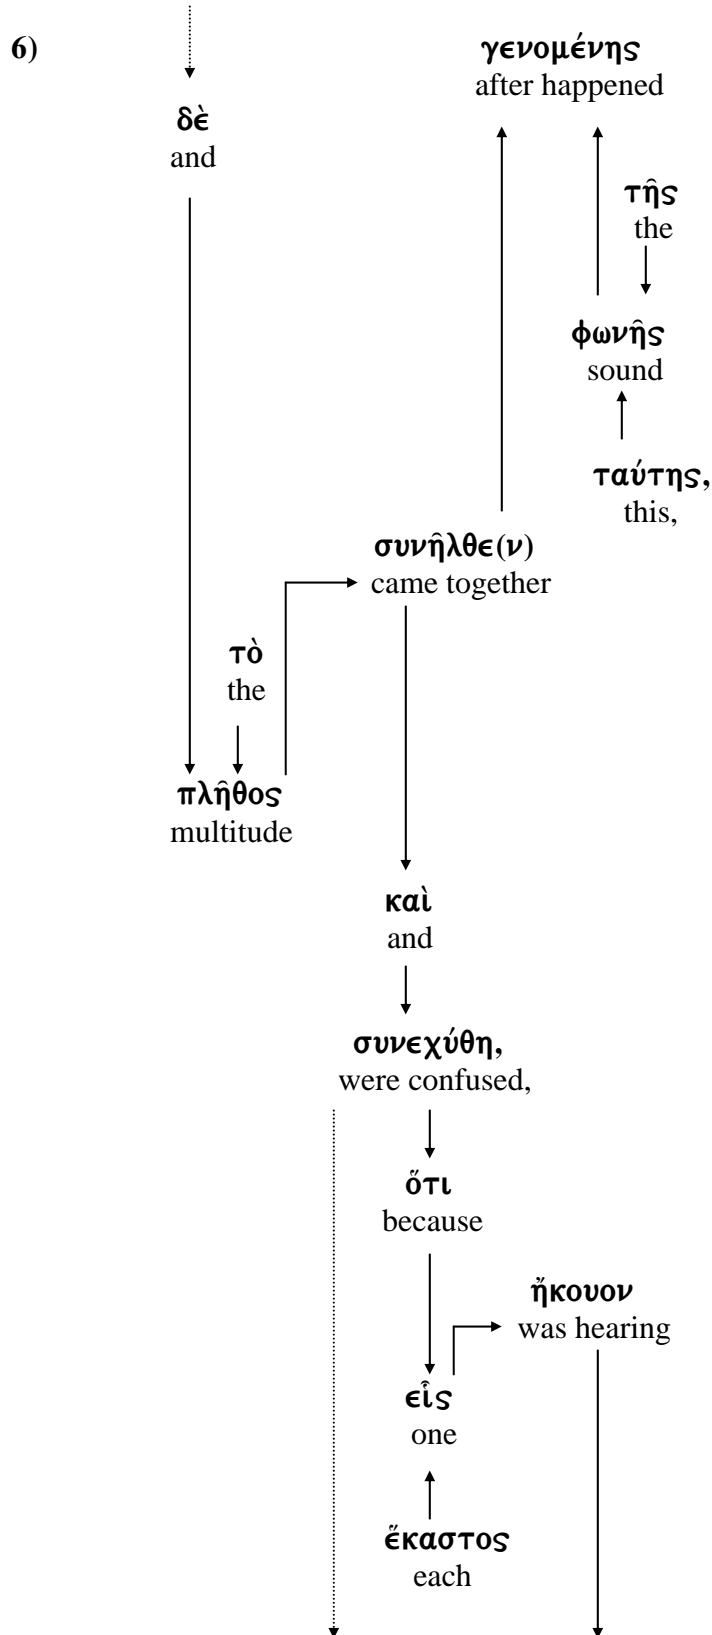 6)
γενομένης
after happened
δὲ
and
τῆς
the
φωνῆς
sound
ταύτης,
this,
συνῆλθε(ν)
came together
τὸ
the
πλῆθος
multitude
καὶ
and
συνεχύθη,
were confused,
ὅτι
because
ἤκουον
was hearing
εἷς
one
ἕκαστος
each